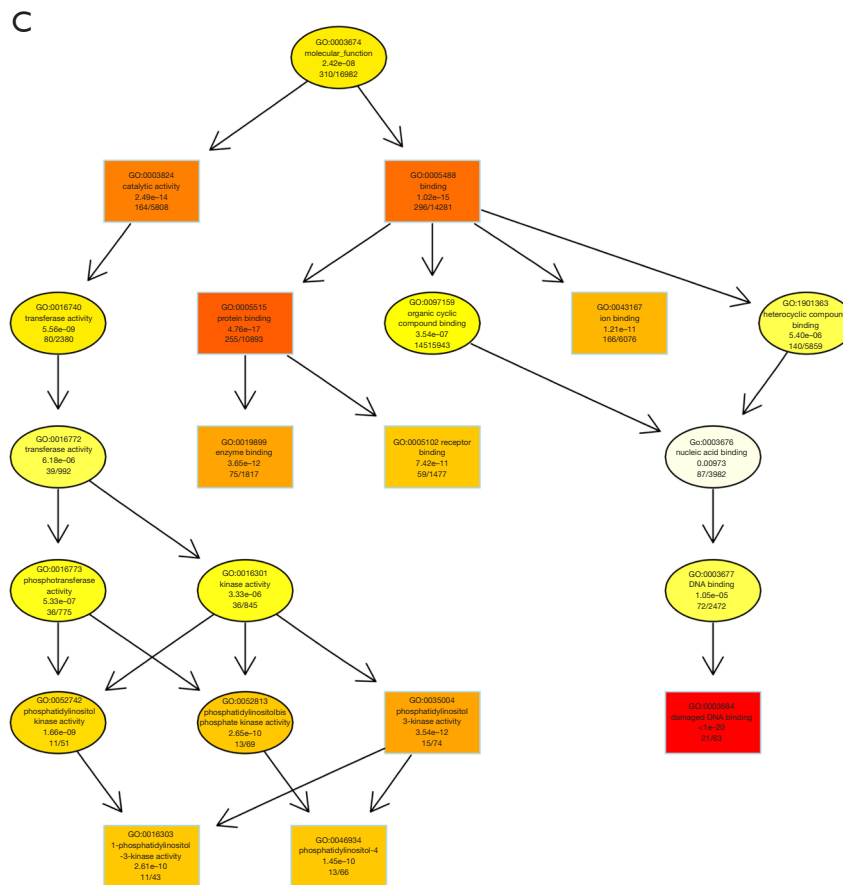 C
GO:0003674
molecular_function
2.42e–08
310/16982
GO:0003824
catalytic activity
2.49e–14
164/5808
GO:0005488
binding
1.02e–15
296/14281
GO:0016740
transferase activity
5.56e–09
80/2380
GO:0005515
protein binding
4.76e–17
255/10893
GO:0097159
organic cyclic
compound binding
3.54e–07
14515943
GO:0043167
ion binding
1.21e–11
166/6076
GO:1901363
heterocyclic compound
binding
5.40e–06
140/5859
GO:0016772
transferase activity
6.18e–06
39/992
GO:0019899
enzyme binding
3.65e–12
75/1817
GO:0005102 receptor
binding
7.42e–11
59/1477
Go:0003676
nucleic acid binding
0.00973
87/3982
GO:0016773
phosphotransferase
activity
5.33e–07
36/775
GO:0016301
kinase activity
3.33e–06
36/845
GO:0003677
DNA binding
1.05e–05
72/2472
GO:0052742
phosphatidylinositol
kinase activity
1.66e–09
11/51
GO:0052813
phosphatidylinositolbis
phosphate kinase activity
2.65e–10
13/69
GO:0035004
phosphatidylinositol
3-kinase activity
3.54e–12
15/74
GO:0003684
damaged DNA binding
<1e–20
21/63
GO:0016303
1-phosphatidylinositol
-3-kinase activity
2.61e–10
11/43
GO:0046934
phosphatidylositol-4
1.45e–10
13/66